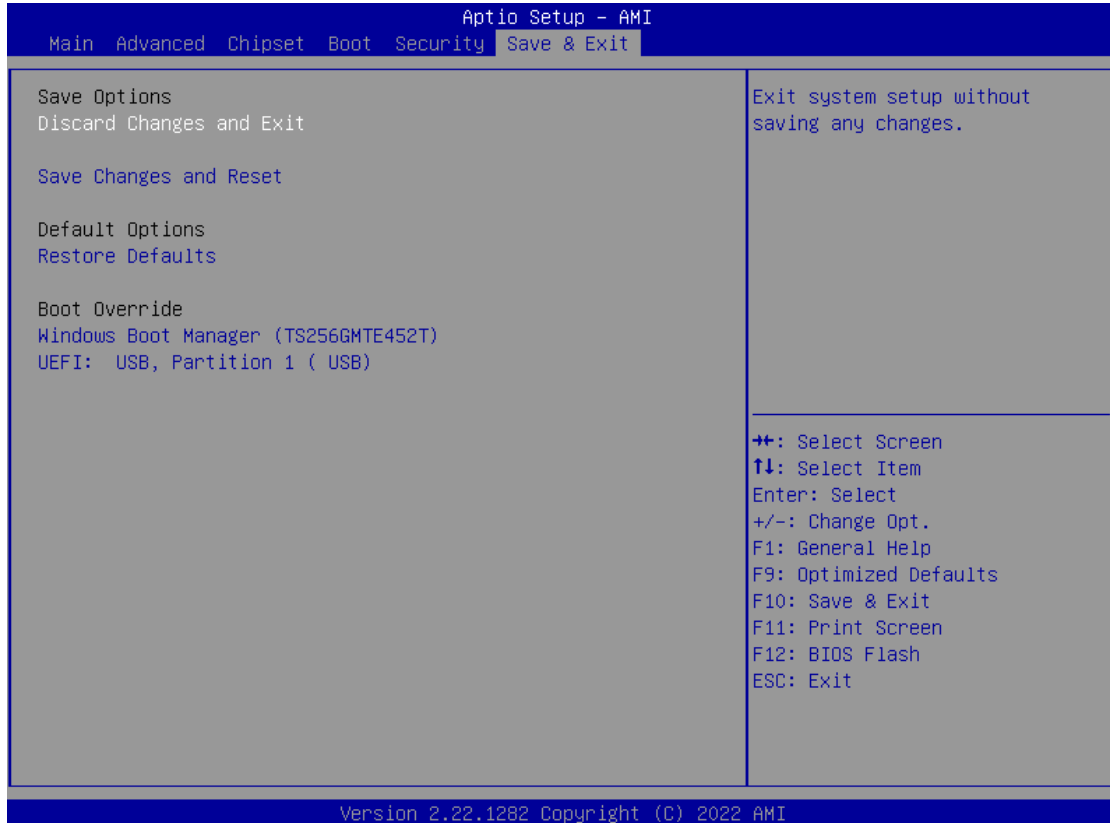 Aptio Setup – AMI
Main Advanced Chipset Boot Security Save & Exit
Save Options
Discard Changes and Exit
Save Changes and Reset
Default Options
Restore Defaults
Boot Override
Windows Boot Manager (TS256GMTE452T)
UEFI: USB, Partition 1 ( USB)
Exit system setup without
saving any changes.
→←: Select Screen
↑↓: Select Item
Enter: Select
+/-: Change Opt.
F1: General Help
F9: Optimized Defaults
F10: Save & Exit
F11: Print Screen
F12: BIOS Flash
ESC: Exit
Version 2.22.1282 Copyright (C) 2022 AMI